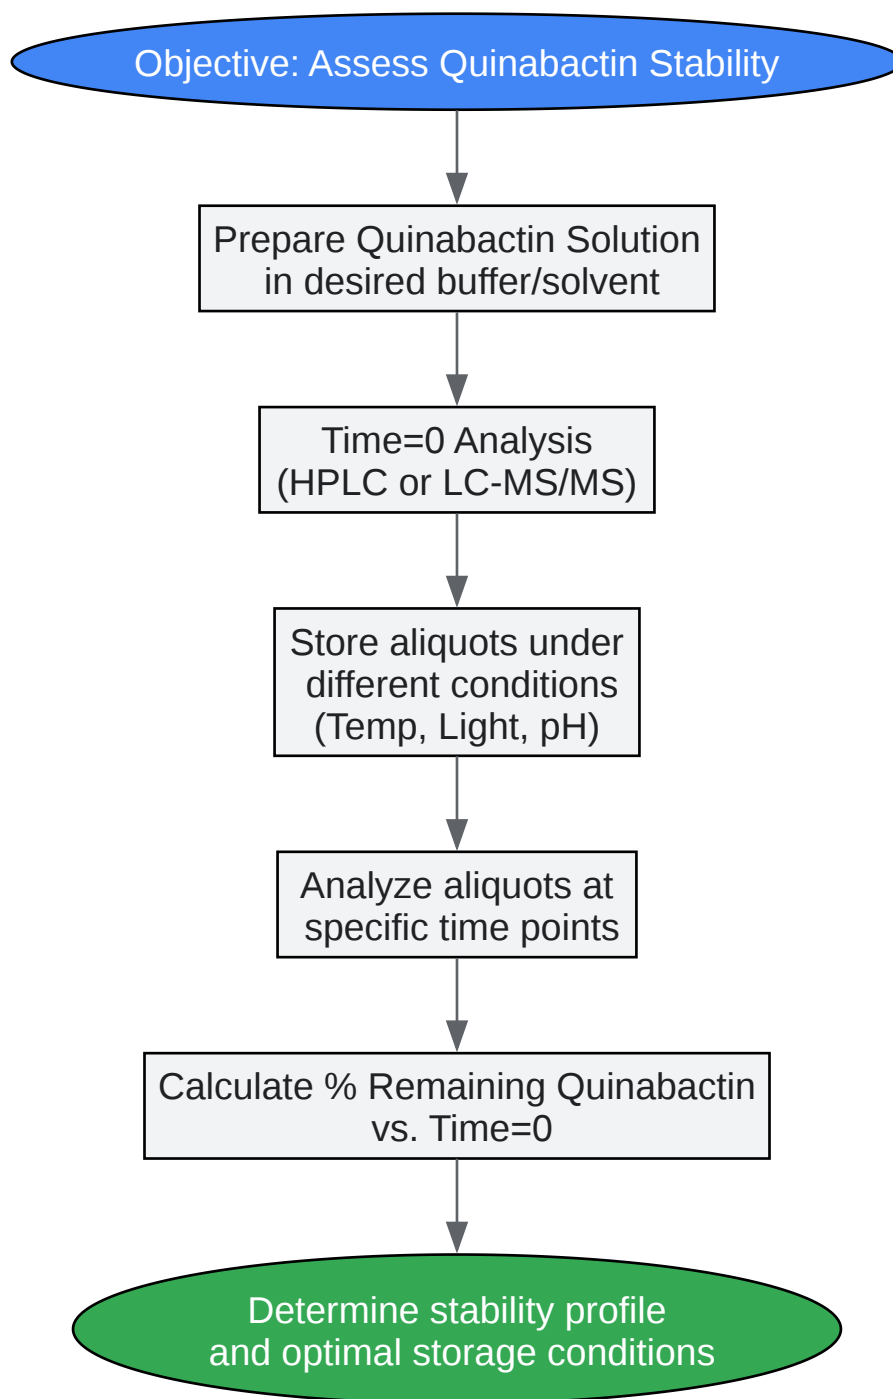 Objective: Assess Quinabactin Stability
Prepare Quinabactin Solution
in desired buffer/solvent
Time=0 Analysis
(HPLC or LC-MS/MS)
Store aliquots under
different conditions
(Temp, Light, pH)
Analyze aliquots at
specific time points
Calculate % Remaining Quinabactin
vs. Time=0
Determine stability profile
and optimal storage conditions